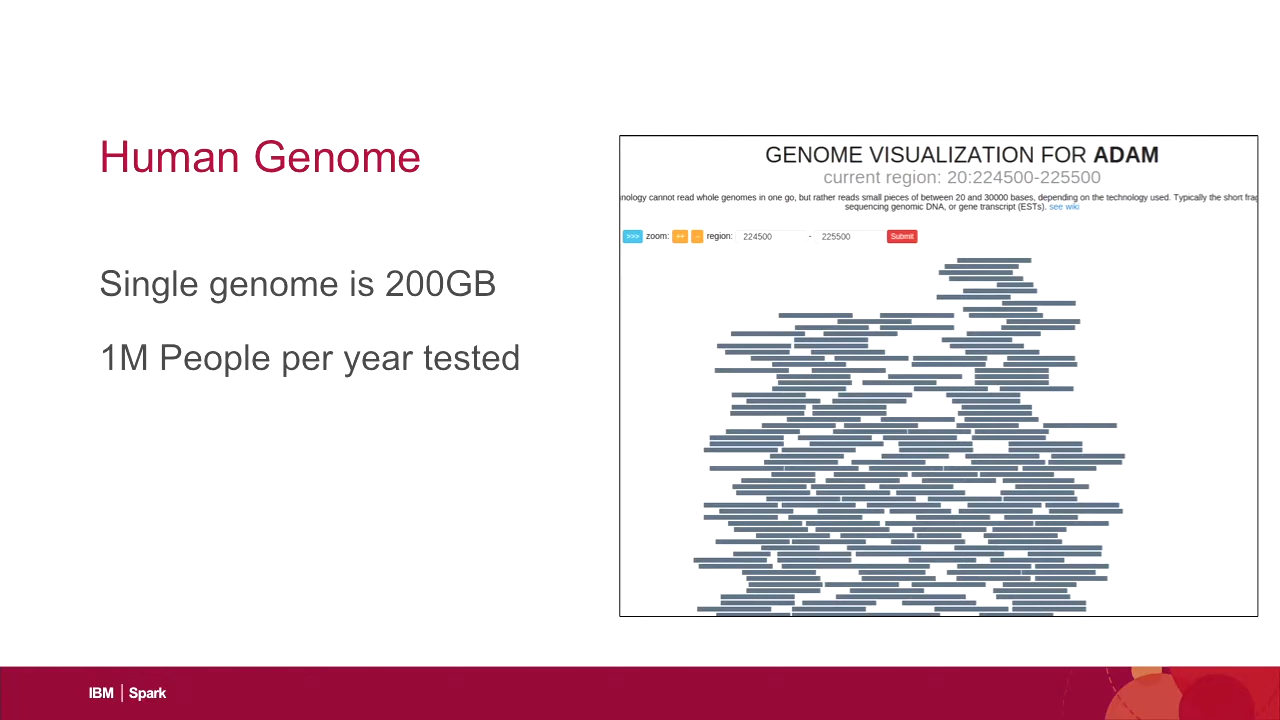 Human Genome
Single genome is 200GB
1M People per year tested
GENOME VISUALIZATION FOR ADAM
current region: 20:224500-225500
nology cannot read whole genomes in one go, but rather reads small pieces of between 20 and 30000 bases, depending on the technology used. Typically the short frag
sequencing genomic DNA, or gene transcript (ESTs). see wiki
>>> zoom: ++ - region: 224500 - 225500 Submit
IBM | Spark